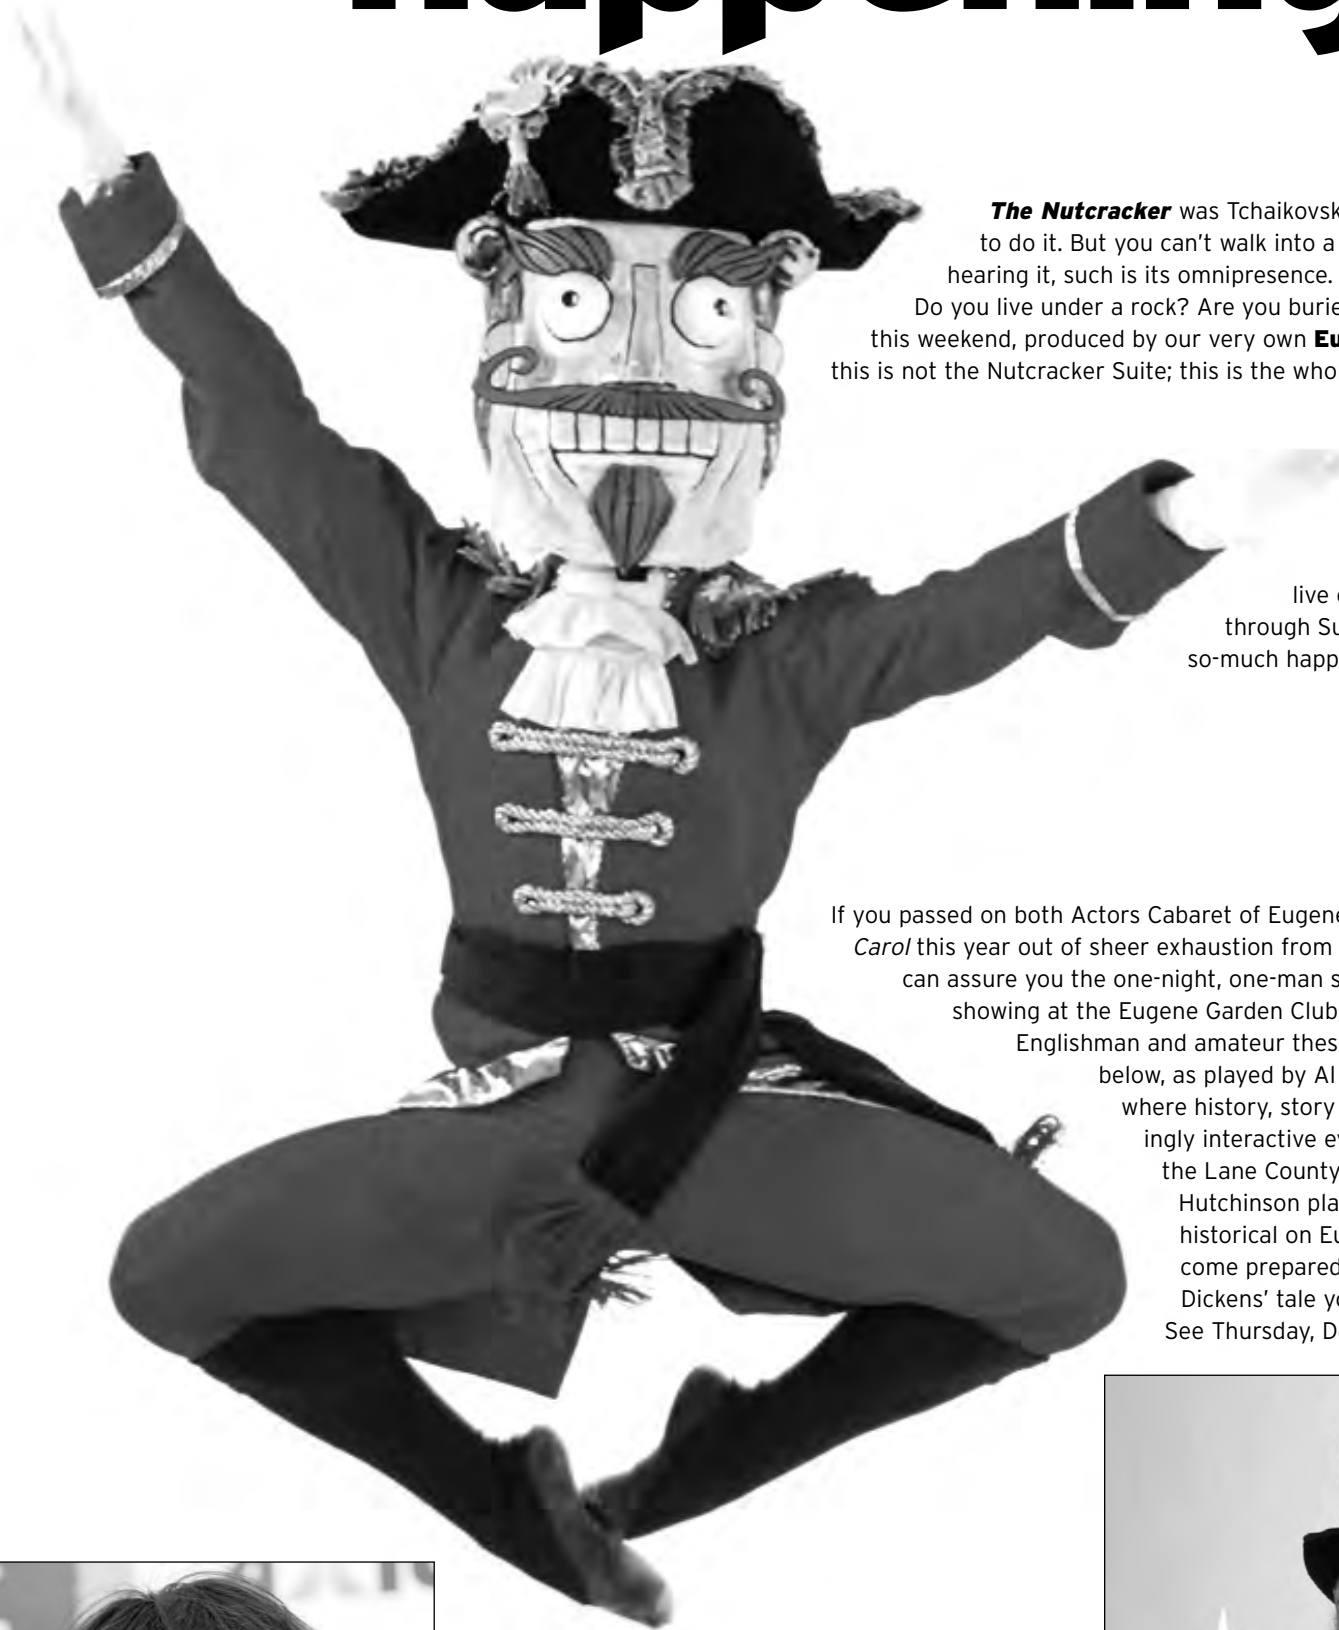 happening
The Nutcracker was Tchaikovsk
to do it. But you can't walk into a
hearing it, such is its omnipresence.
Do you live under a rock? Are you burie
this weekend, produced by our very own Eu
this is not the Nutcracker Suite; this is the who
live
through Su
so-much happ
If you passed on both Actors Cabaret of Eugene
Carol this year out of sheer exhaustion from
can assure you the one-night, one-man s
showing at the Eugene Garden Club
Englishman and amateur thes
below, as played by Al
where history, story
ingly interactive ev
the Lane County
Hutchinson pla
historical on Eu
come prepared
Dickens' tale yo
See Thursday, D